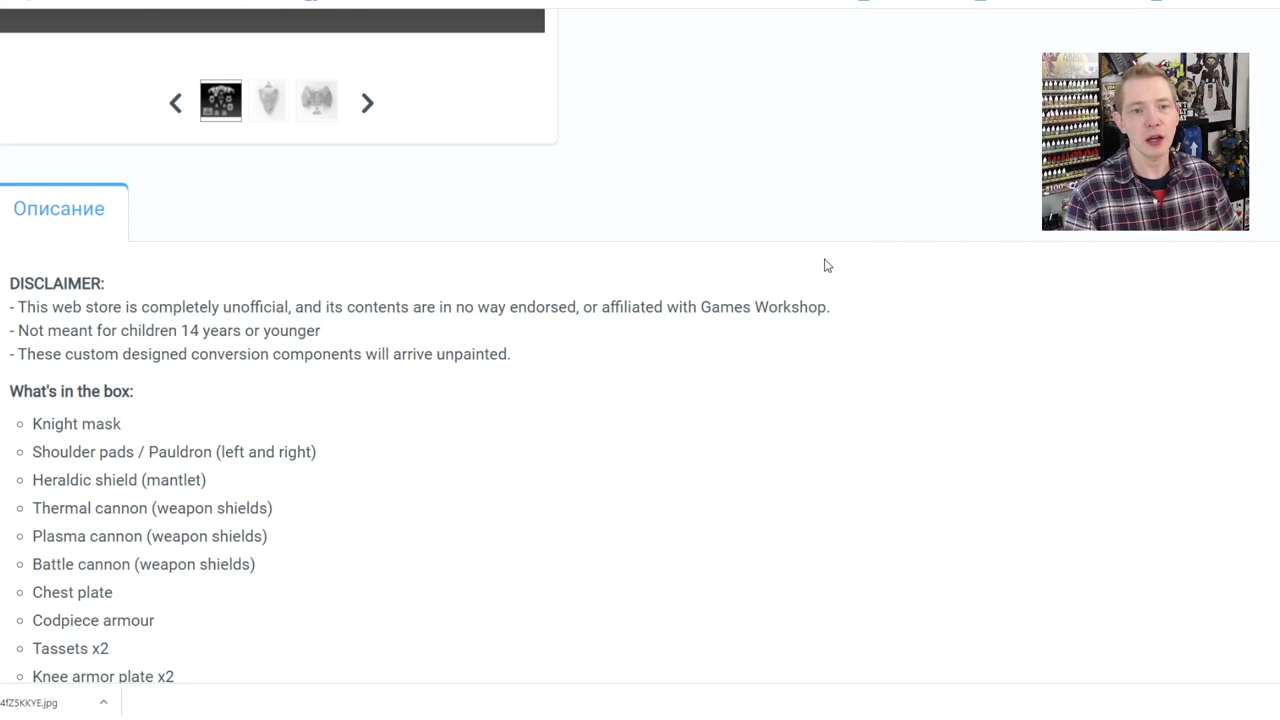 Описание
DISCLAIMER:
- This web store is completely unofficial, and its contents are in no way endorsed, or affiliated with Games Workshop.
- Not meant for children 14 years or younger
- These custom designed conversion components will arrive unpainted.
What's in the box:
Knight mask
Shoulder pads / Pauldron (left and right)
Heraldic shield (mantlet)
Thermal cannon (weapon shields)
Plasma cannon (weapon shields)
Battle cannon (weapon shields)
Chest plate
Codpiece armour
Tassets x2
Knee armor plate x2
4fZ5KKYE.jpg